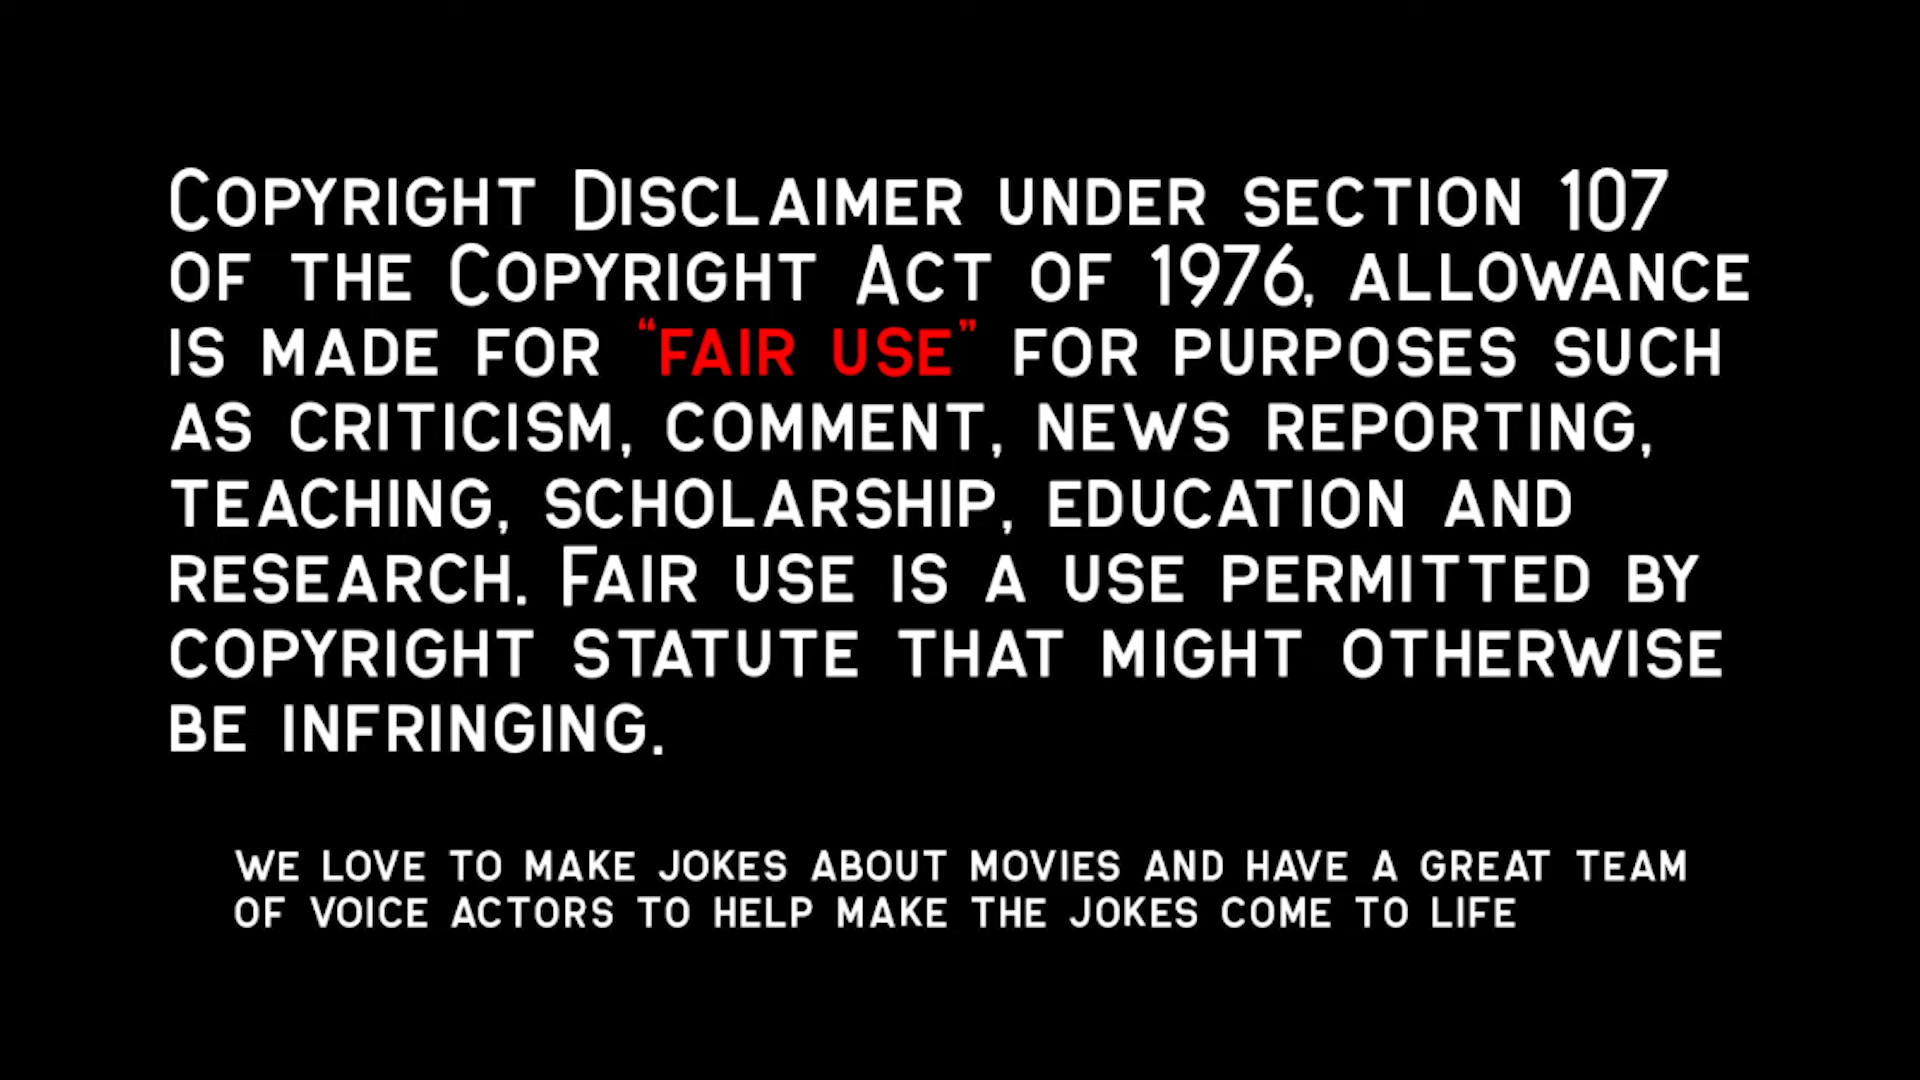 Copyright Disclaimer under section 107
of the Copyright Act of 1976, allowance
is made for “fair use” for purposes such
as criticism, comment, news reporting,
teaching, scholarship, education and
research. Fair use is a use permitted by
copyright statute that might otherwise
be infringing.
we love to make jokes about movies and have a great team
of voice actors to help make the jokes come to life